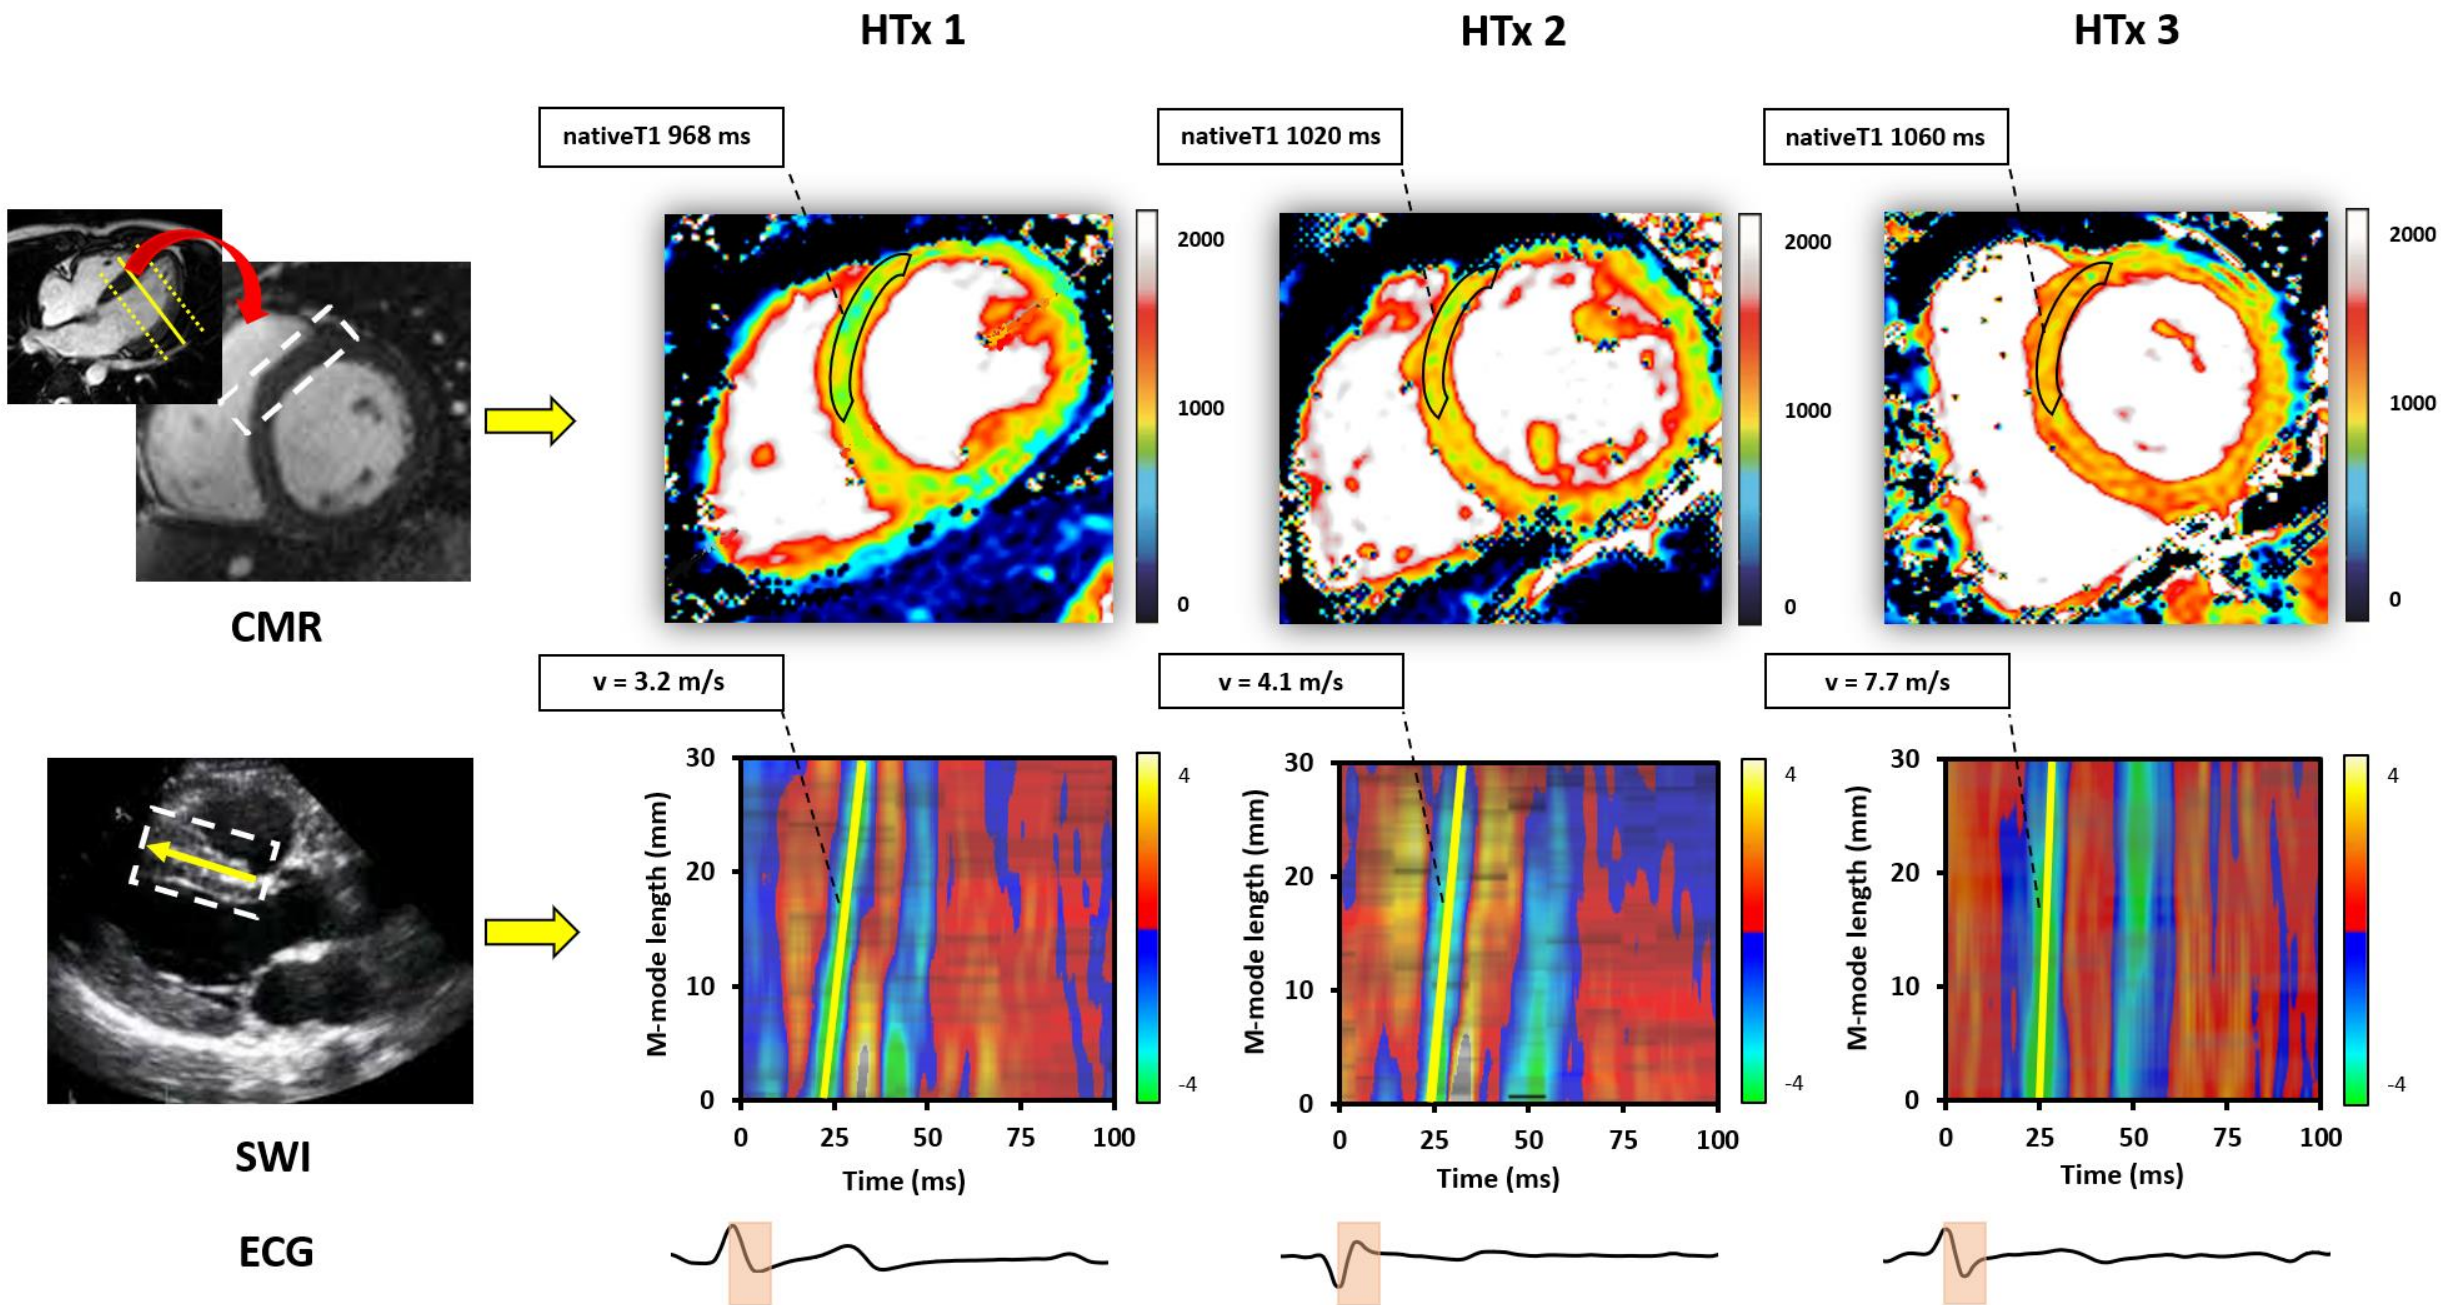 HTx 1
HTx 2
HTx 3
nativeT1 968 ms
nativeT1 1020 ms
nativeT1 1060 ms
2000
1000
0
2000
1000
0
2000
1000
0
CMR
v = 3.2 m/s
v = 4.1 m/s
v = 7.7 m/s
M-mode length (mm)
30
20
10
0
0
25
50
75
100
Time (ms)
4
-4
M-mode length (mm)
30
20
10
0
0
25
50
75
100
Time (ms)
4
-4
M-mode length (mm)
30
20
10
0
0
25
50
75
100
Time (ms)
4
-4
SWI
ECG